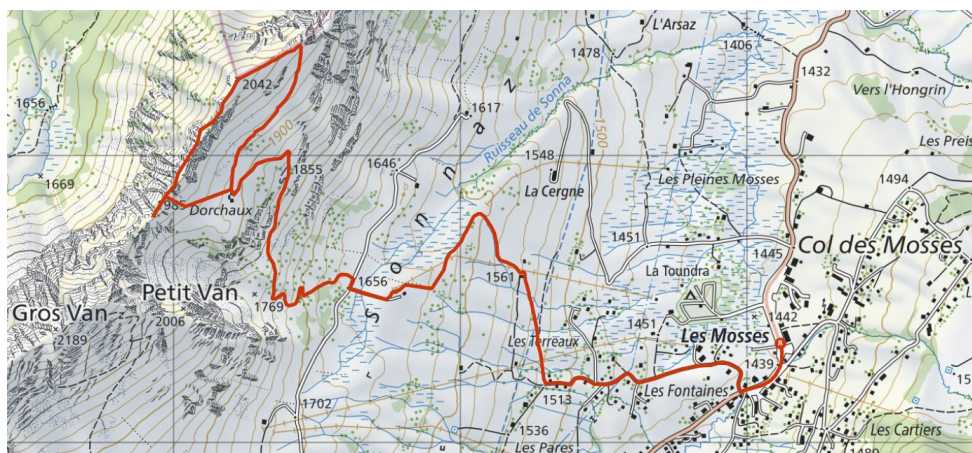 L'Arsaz
1478
1406
1432
2042
Vers l'Hongrin
1656
1617
1900
Ruisseau de Sonna
1500
Les Preis
1548
1646
1855
1669
La Cergne
Les Pleines Mosses
1494
Dorchaux
Sonnaz
1451
Col des Mosses
1445
1561
La Toundra
1656
Petit Van
1769
Gros Van
2006
1451
1442
Les Mosses
2189
Les Terreaux
1439
1513
Les Fontaines
1702
1536
Les Cartiers
Les Pares